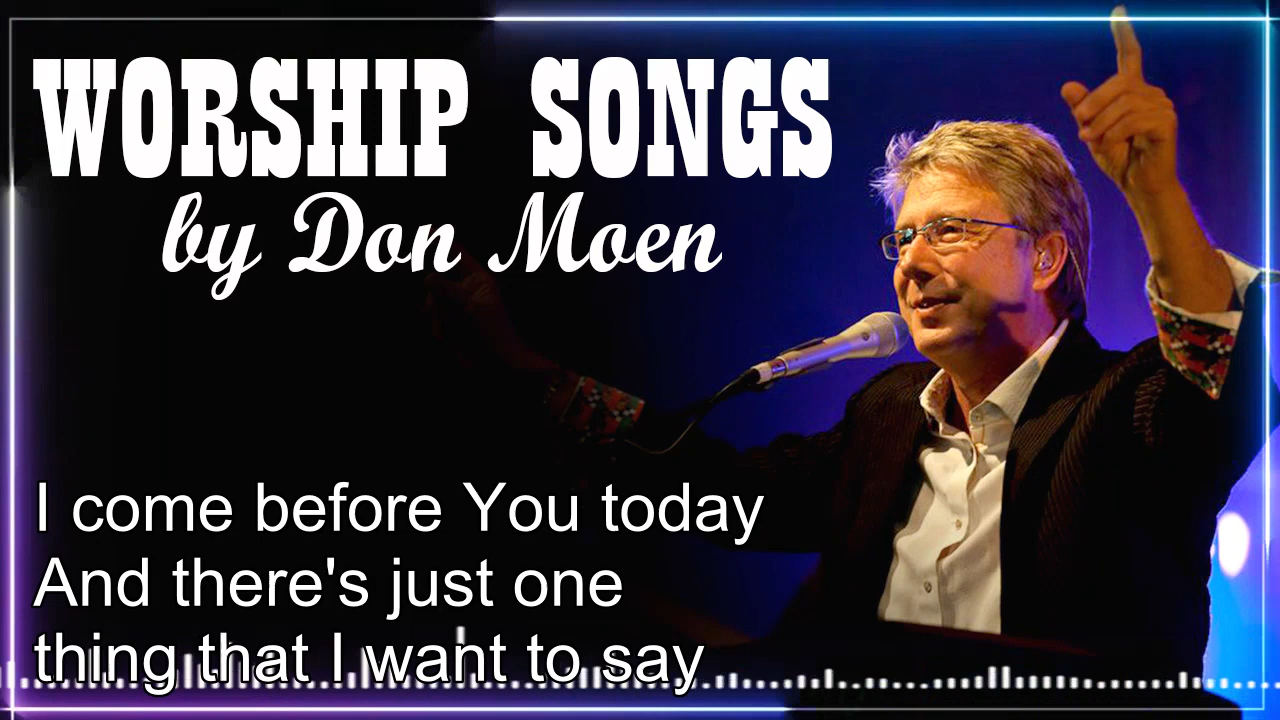 WORSHIP SONGS
by Don Moen
I come before You today
And there's just one
thing that I want to say